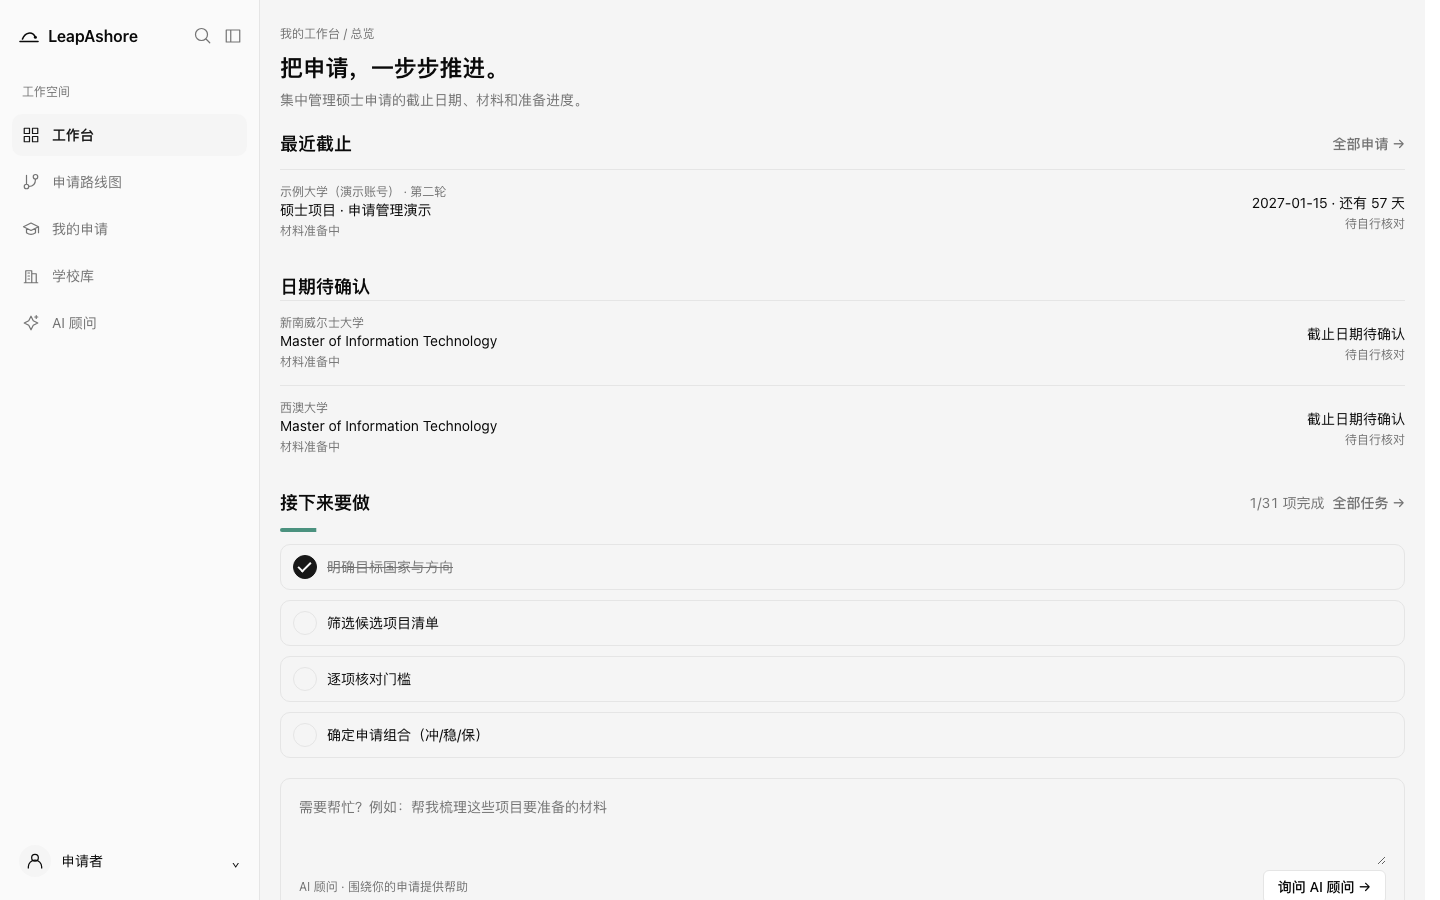 LeapAshore
工作空间
工作台
申请路线图
我的申请
学校库
AI 顾问
申请者
我的工作台 / 总览
把申请，一步步推进。
集中管理硕士申请的截止日期、材料和准备进度。
最近截止
全部申请 →
示例大学（演示账号） · 第二轮
硕士项目 · 申请管理演示
材料准备中
2027-01-15 · 还有 57 天
待自行核对
日期待确认
新南威尔士大学
Master of Information Technology
材料准备中
截止日期待确认
待自行核对
西澳大学
Master of Information Technology
材料准备中
截止日期待确认
待自行核对
接下来要做
1/31 项完成 全部任务 →
明确目标国家与方向
筛选候选项目清单
逐项核对门槛
确定申请组合（冲/稳/保）
需要帮忙？例如：帮我梳理这些项目要准备的材料
AI 顾问 · 围绕你的申请提供帮助
询问 AI 顾问 →